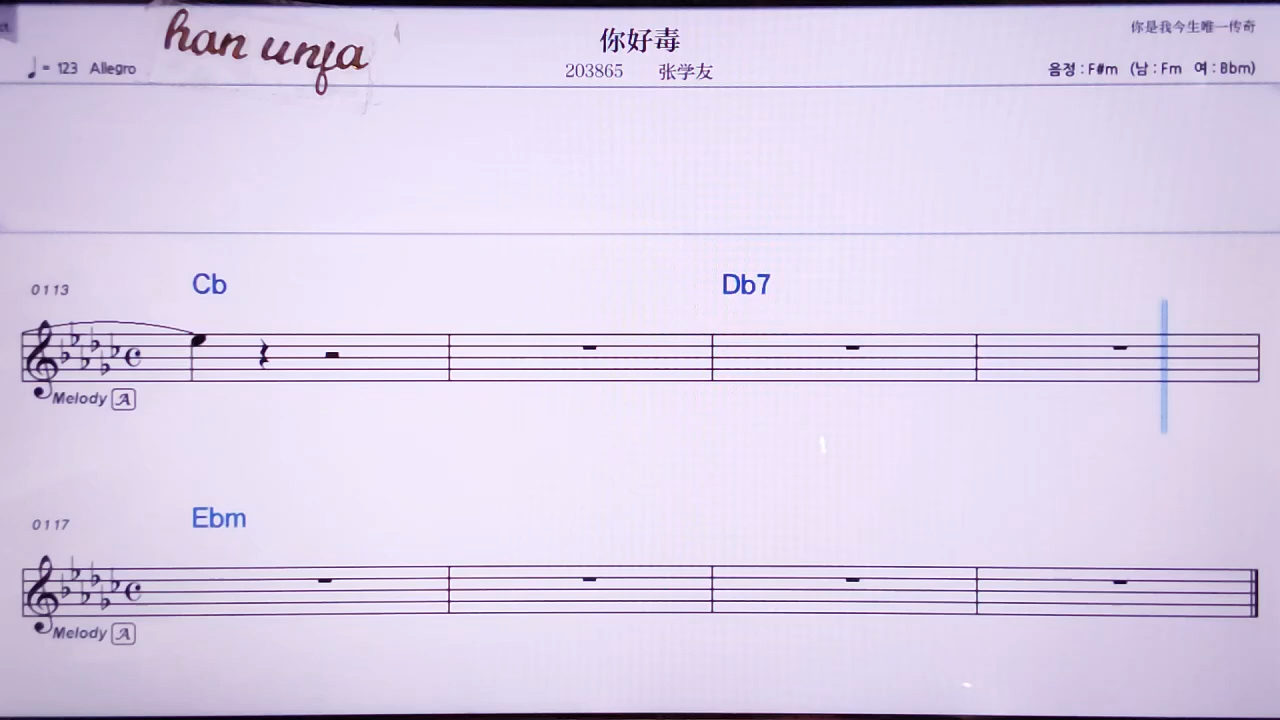 han unfa
你好毒
你是我今生唯一传奇
♩= 123 Allegro
203865 张学友
음정 : F#m (남 : Fm 여 : Bbm)
Cb Db7
0113
Melody A
Ebm
0117
Melody A